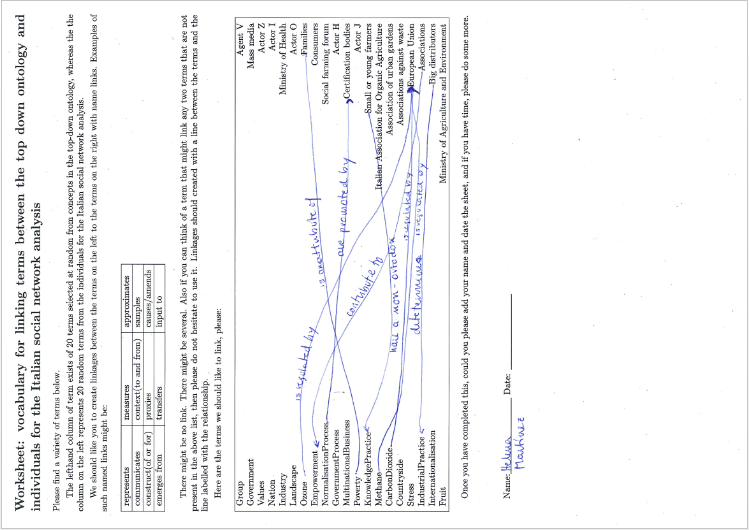 Worksheet: vocabulary for linking terms between the top down ontology and
individuals for the Italian social network analysis
Please find a variety of terms below.
The lefthand column of term exists of 20 terms selected at random from concepts in the top-down ontology, whereas the the
column on the left represents 20 random terms from the individuals for the Italian social network analysis.
We should like you to create linkages between the terms on the left to the terms on the right with name links. Examples of
such named links might be:
represents measures approximates
communicates context(to and from) samples
construct(of or for) proxies causes/amends
emerges from transfers input to
There might be no link. There might be several. Also if you can think of a term that might link any two terms that are not
present in the above list, then please do not hesitate to use it. Linkages should created with a line between the terms and the
line labelled with the relationship.
Here are the terms we should like to link, please:
Group Agent V
Government Mass media
Values Actor Z
Nation Actor I
Industry Ministry of Health
Landscape Actor O
Ozone Families
Empowerment Consumers
NormalisationProcess Social farming forum
GovernmentProcess Actor H
MultinationalBusiness Certification bodies
Poverty Actor J
KnowledgePractice Small or young farmers
Methane Italian Association for Organic Agriculture
CarbonDioxide Association of urban gardens
Countryside Associations against waste
Stress European Union
IndustrialPractice Associations
Internationalisation Big distributors
Fruit Ministry of Agriculture and Environment
is regulated by
is an attribute of
contribute to
are promoted by
is regulated by
is required by
Once you have completed this, could you please add your name and date the sheet, and if you have time, please do some more.
Name: Date:
Martinez